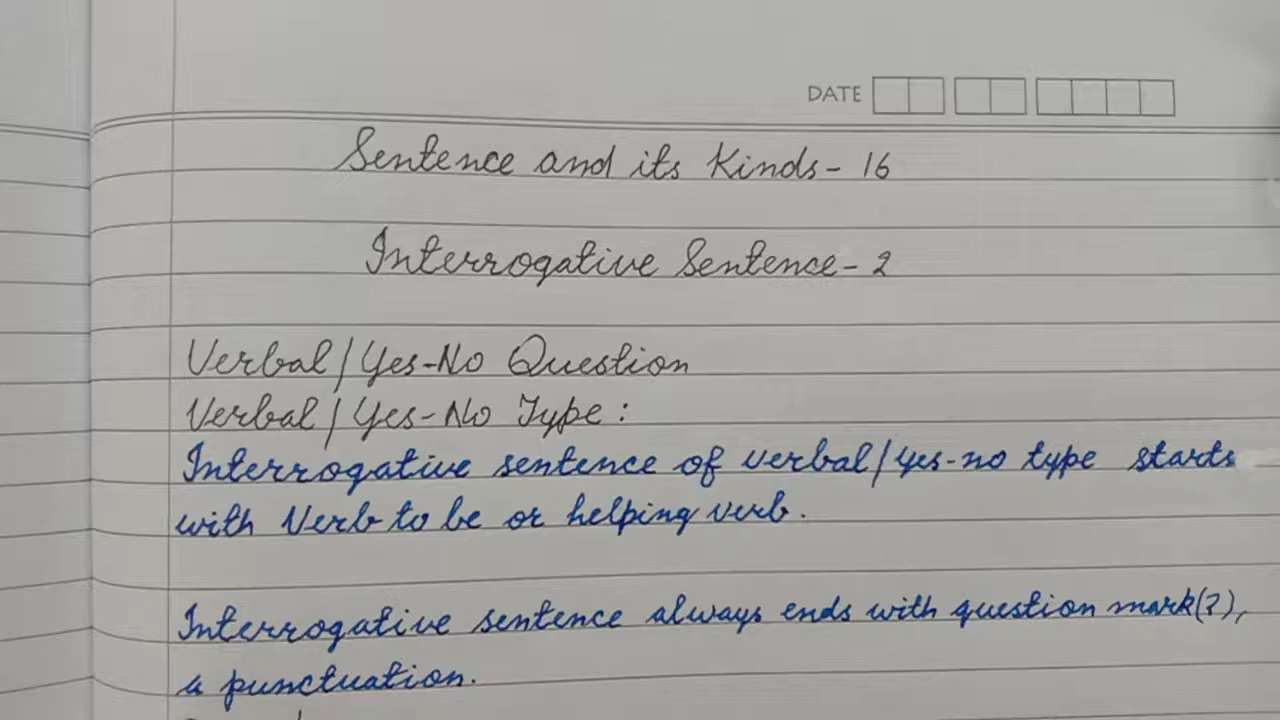 DATE
Sentence and its Kinds- 16
Interrogative Sentence- 2
Verbal/Yes-No Question
Verbal/Yes-No Type:
Interrogative sentence of verbal/yes-no type starts
with Verb to be or helping verb.
Interrogative sentence always ends with question mark(?),
a punctuation.